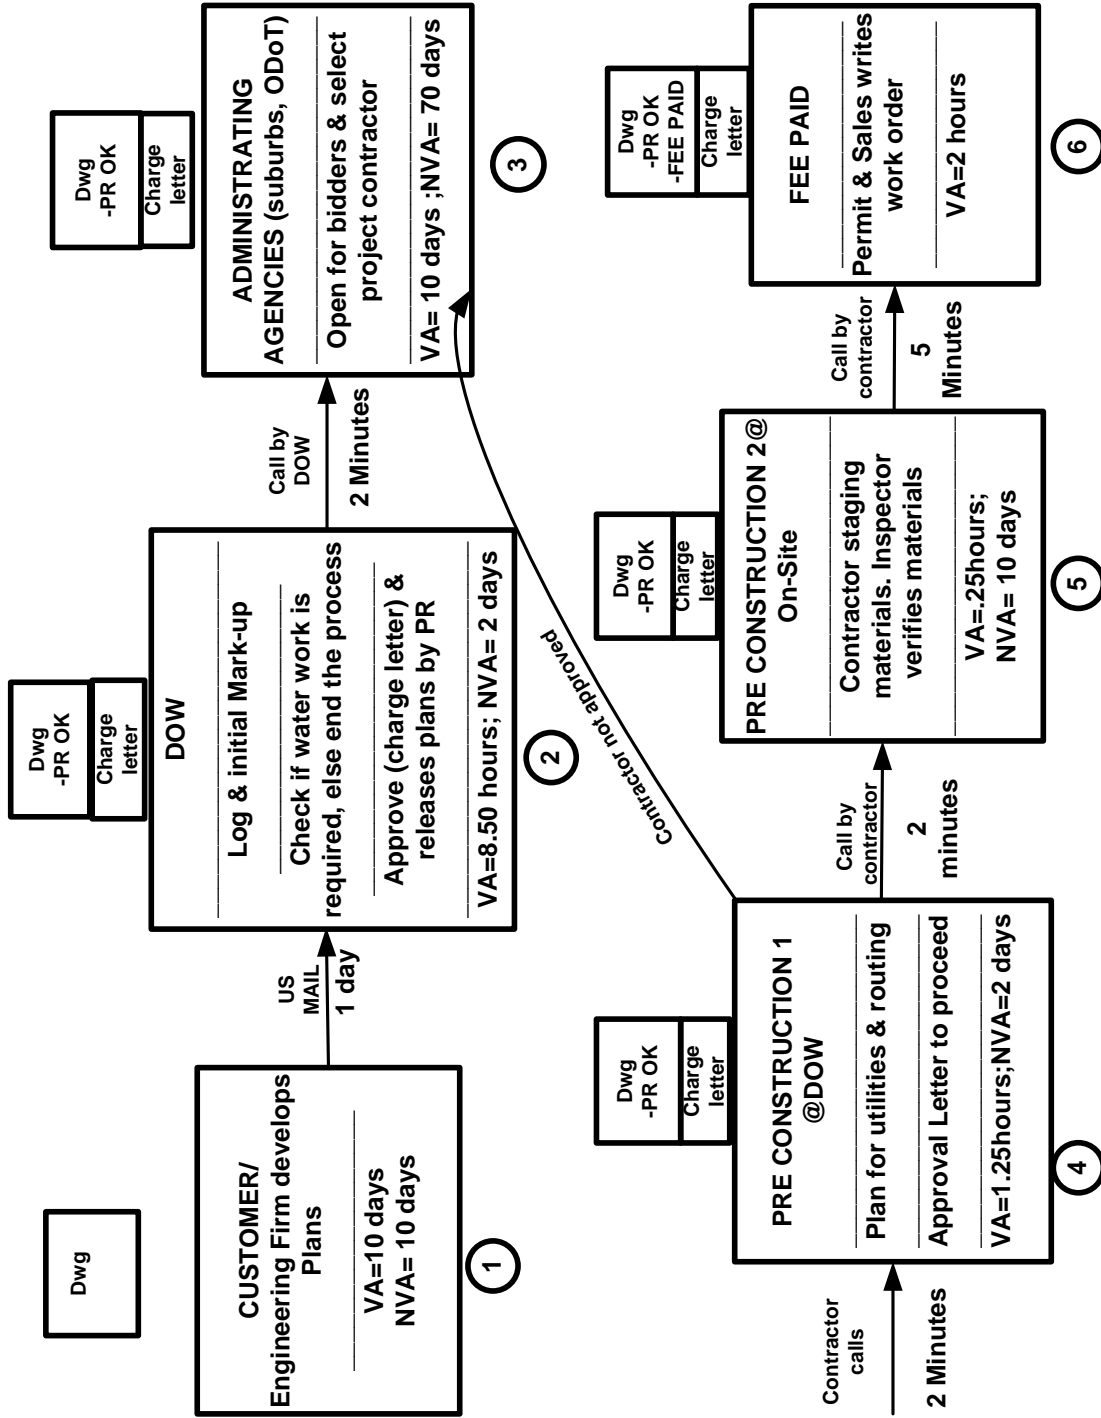 Dwg
CUSTOMER/
Engineering Firm develops
Plans
VA=10 days
NVA= 10 days
1
US
MAIL
1 day
Dwg
-PR OK
Charge
letter
DOW
Log & initial Mark-up
Check if water work is
required, else end the process
Approve (charge letter) &
releases plans by PR
VA=8.50 hours; NVA= 2 days
2
Call by
DOW
2 Minutes
Dwg
-PR OK
Charge
letter
ADMINISTRATING
AGENCIES (suburbs, ODoT)
Open for bidders & select
project contractor
VA= 10 days ;NVA= 70 days
3
Contractor not approved
Contractor
calls
2 Minutes
Dwg
-PR OK
Charge
letter
PRE CONSTRUCTION 1
@DOW
Plan for utilities & routing
Approval Letter to proceed
VA=1.25hours;NVA=2 days
4
Call by
contractor
2
minutes
Dwg
-PR OK
Charge
letter
PRE CONSTRUCTION 2@
On-Site
Contractor staging
materials. Inspector
verifies materials
VA=.25hours;
NVA= 10 days
5
Call by
contractor
5
Minutes
Dwg
-PR OK
-FEE PAID
Charge
letter
FEE PAID
Permit & Sales writes
work order
VA=2 hours
6